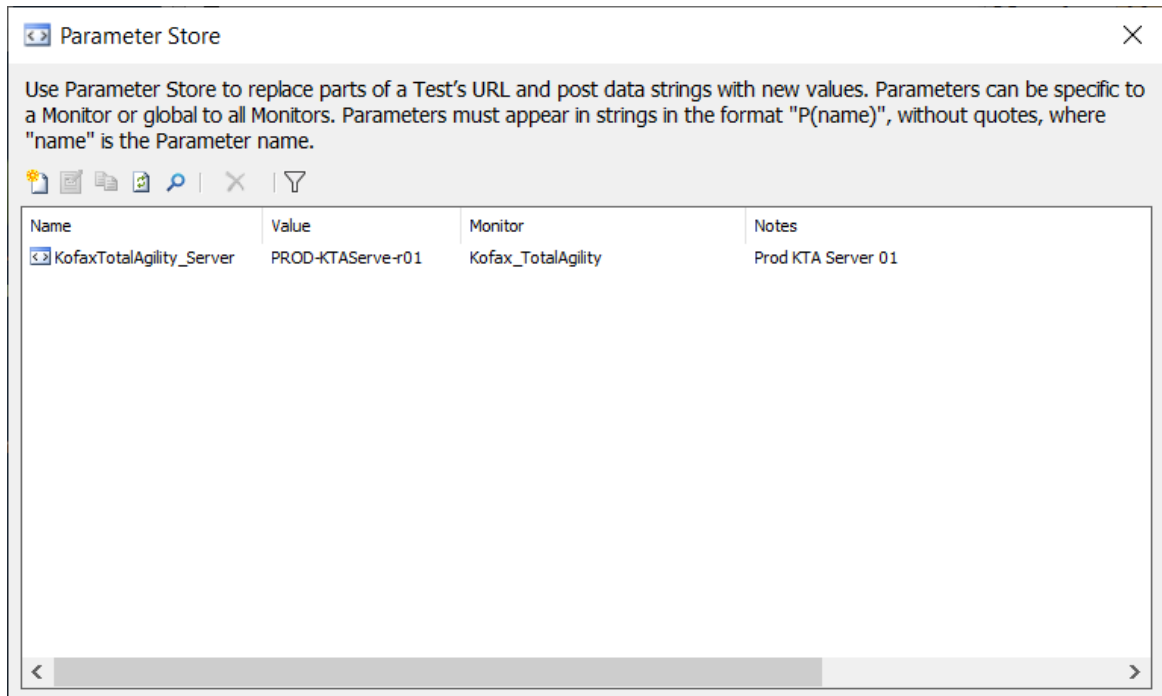 Parameter Store
Use Parameter Store to replace parts of a Test's URL and post data strings with new values. Parameters can be specific to
a Monitor or global to all Monitors. Parameters must appear in strings in the format "P(name)", without quotes, where
"name" is the Parameter name.
Name Value Monitor Notes
KofaxTotalAgility_Server PROD-KTAServe-r01 Kofax_TotalAgility Prod KTA Server 01